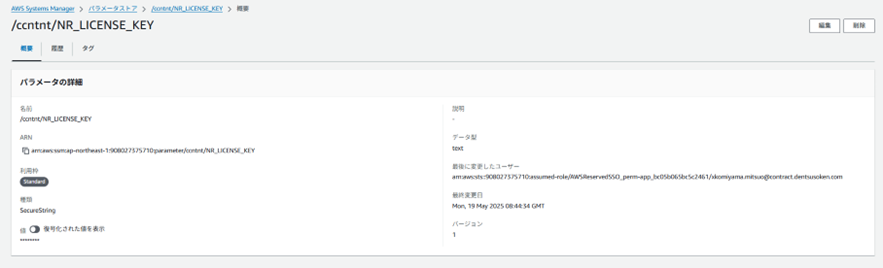 AWS Systems Manager > パラメータストア > /ccntnt/NR_LICENSE_KEY > 概要
/ccntnt/NR_LICENSE_KEY
編集
削除
概要
履歴
タグ
パラメータの詳細
名前
/ccntnt/NR_LICENSE_KEY
ARN
arn:aws:ssm:ap-northeast-1:908027375710:parameter/ccntnt/NR_LICENSE_KEY
利用枠
Standard
種類
SecureString
値
復号化された値を表示
********
説明
-
データ型
text
最後に変更したユーザー
arn:aws:sts::908027375710:assumed-role/AWSReservedSSO_perm-app_bc05b065bc5c2461/xkomiyama.mitsuo@contract.dentsusoken.com
最終変更日
Mon, 19 May 2025 08:44:34 GMT
バージョン
1